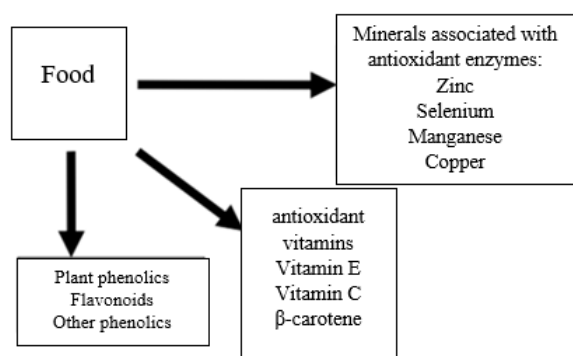 Food
Minerals associated with
antioxidant enzymes:
Zinc
Selenium
Manganese
Copper
antioxidant
vitamins
Vitamin E
Vitamin C
β-carotene
Plant phenolics
Flavonoids
Other phenolics